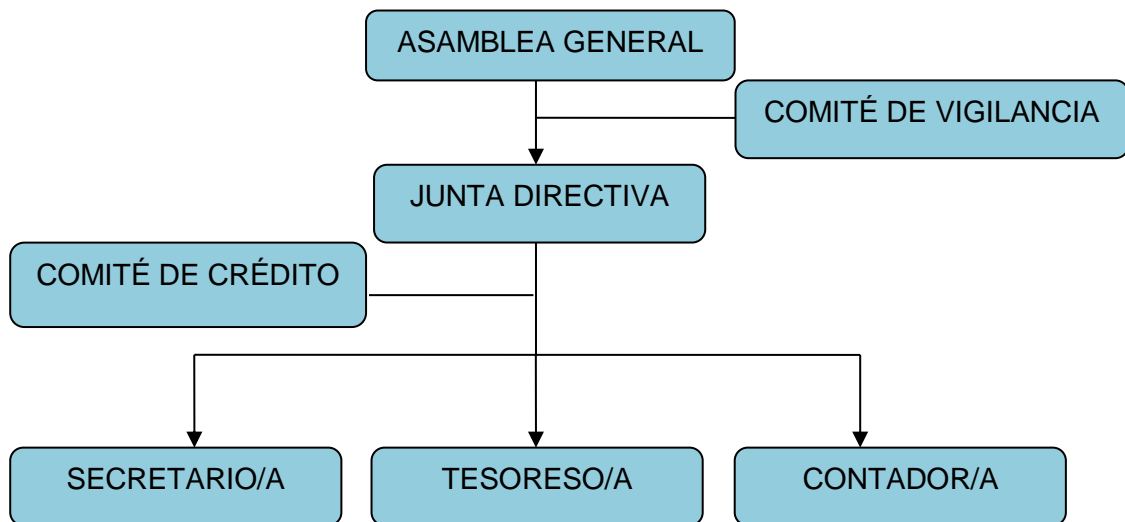 ASAMBLEA GENERAL
COMITÉ DE VIGILANCIA
JUNTA DIRECTIVA
COMITÉ DE CRÉDITO
SECRETARIO/A
TESORESO/A
CONTADOR/A